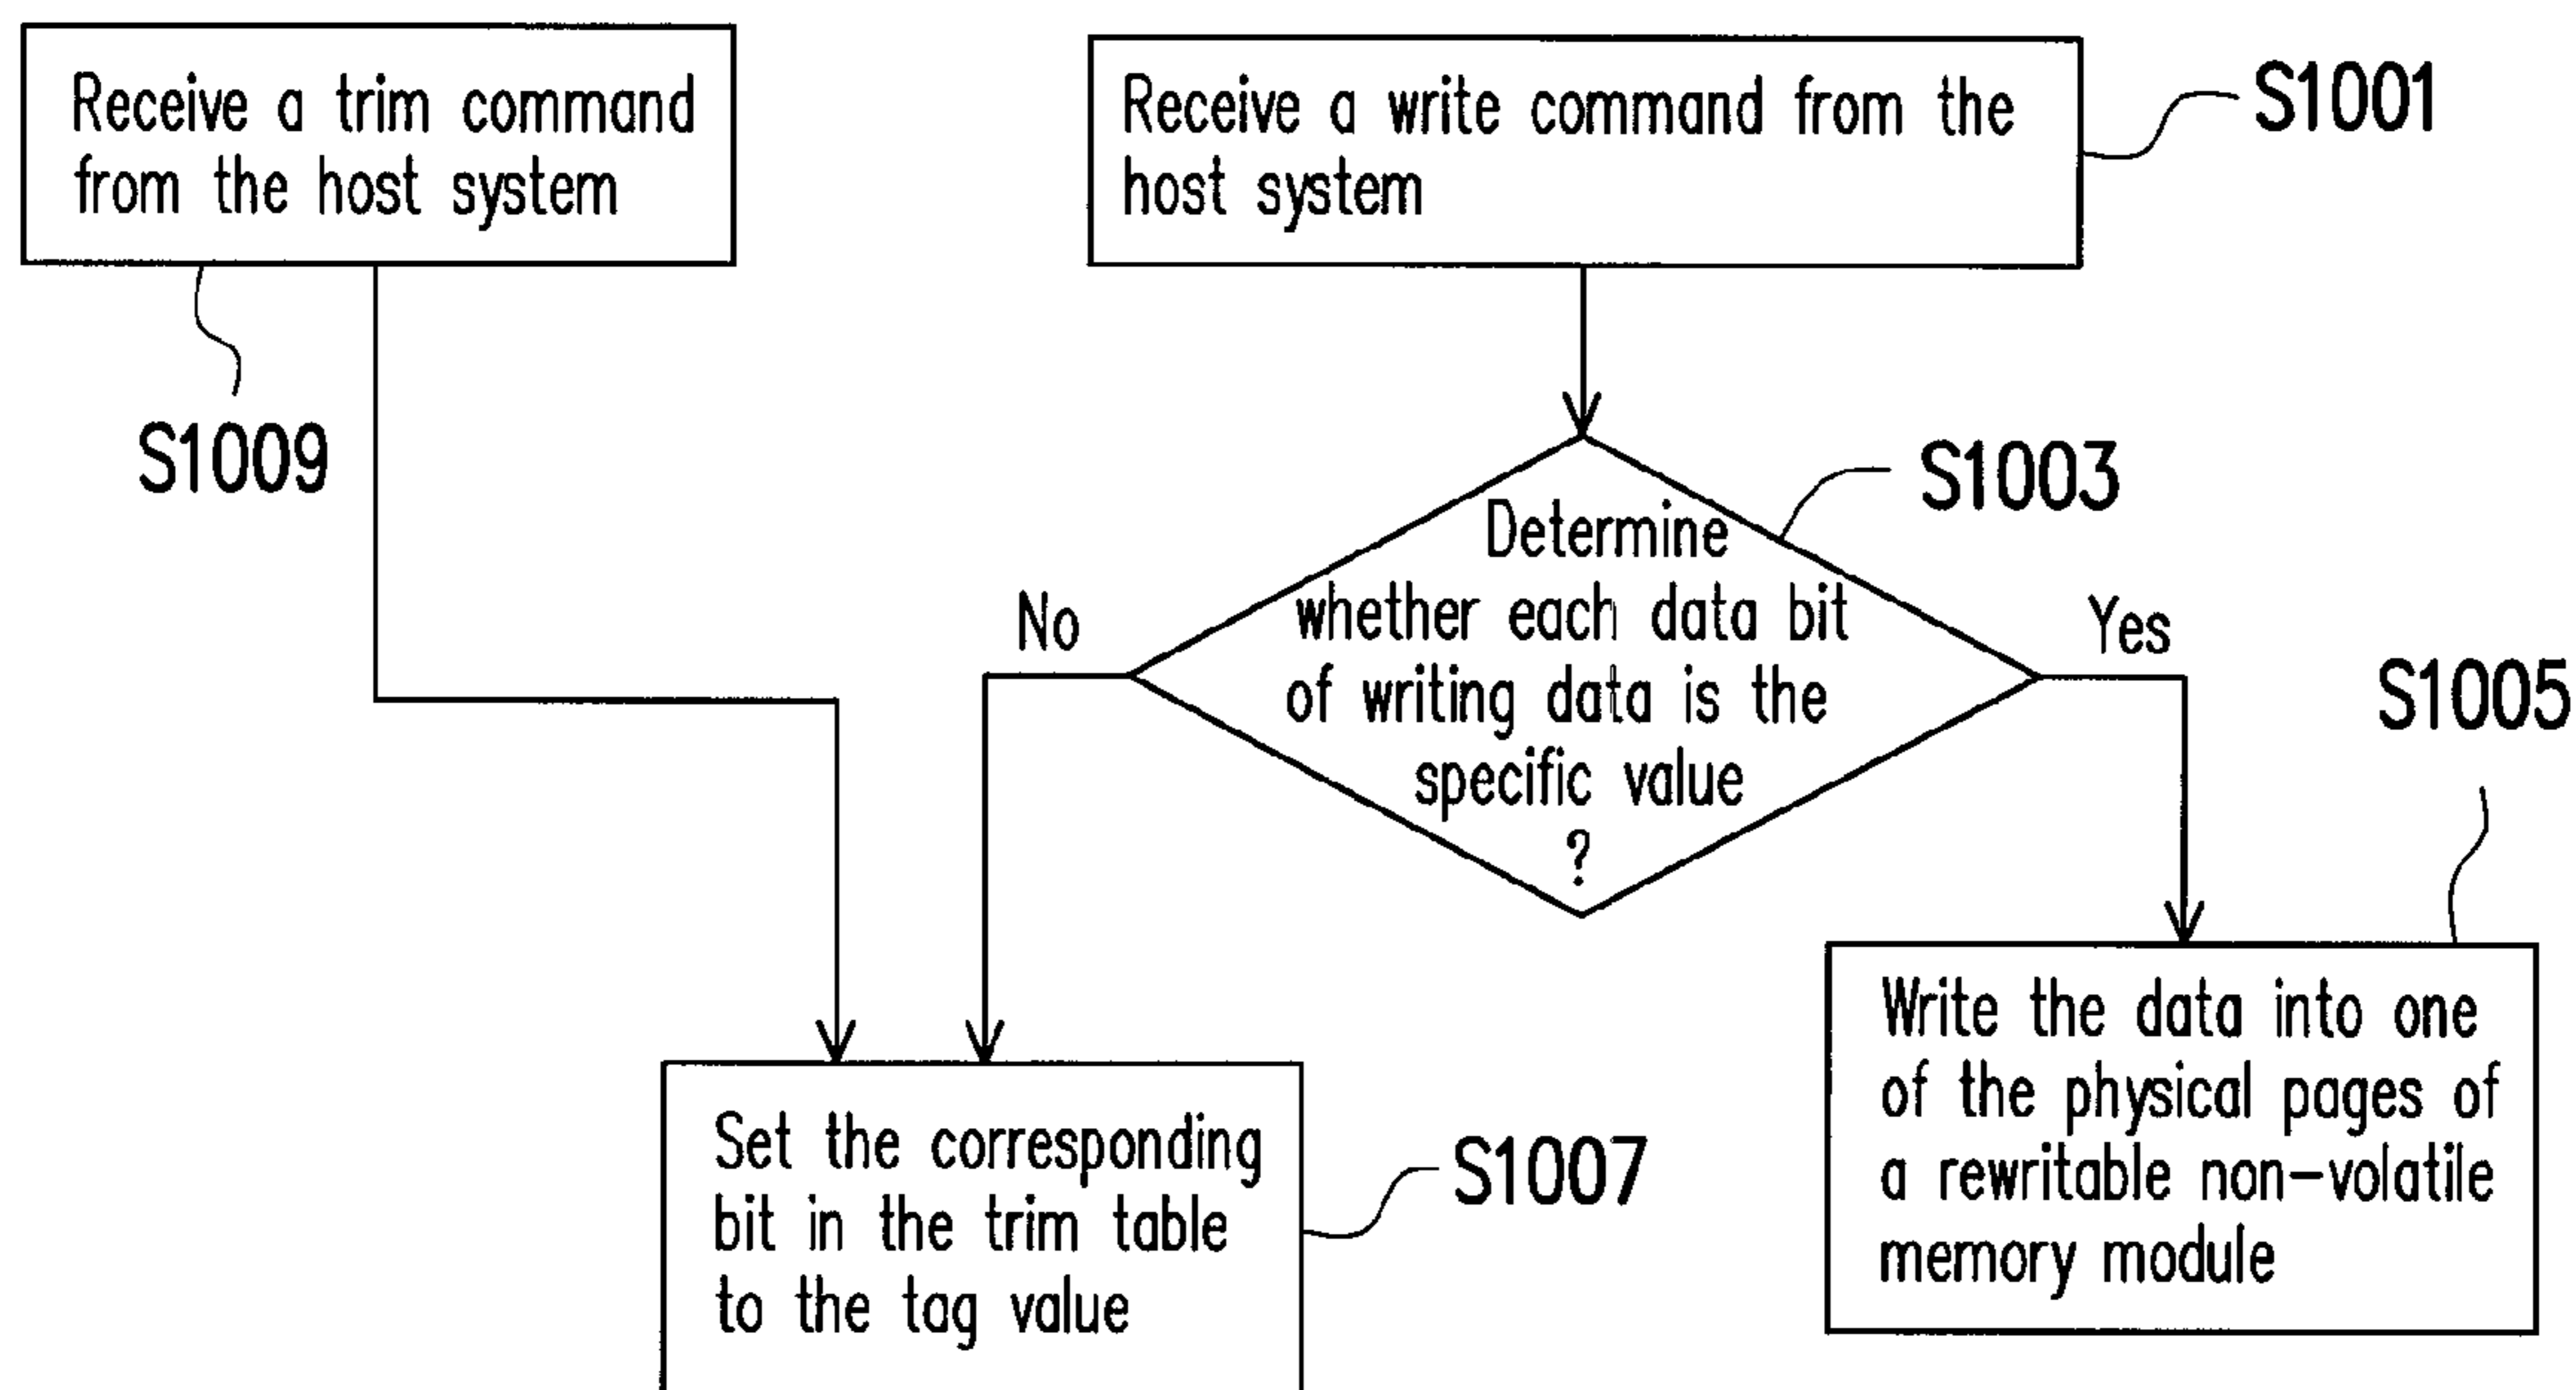 Receive a trim command
from the host system
S1009
Receive a write command from the
host system
S1001
Determine
whether each data bit
of writing data is the
specific value
?
S1003
No
Yes
S1005
Write the data into one
of the physical pages of
a rewritable non-volatile
memory module
Set the corresponding
bit in the trim table
to the tag value
S1007